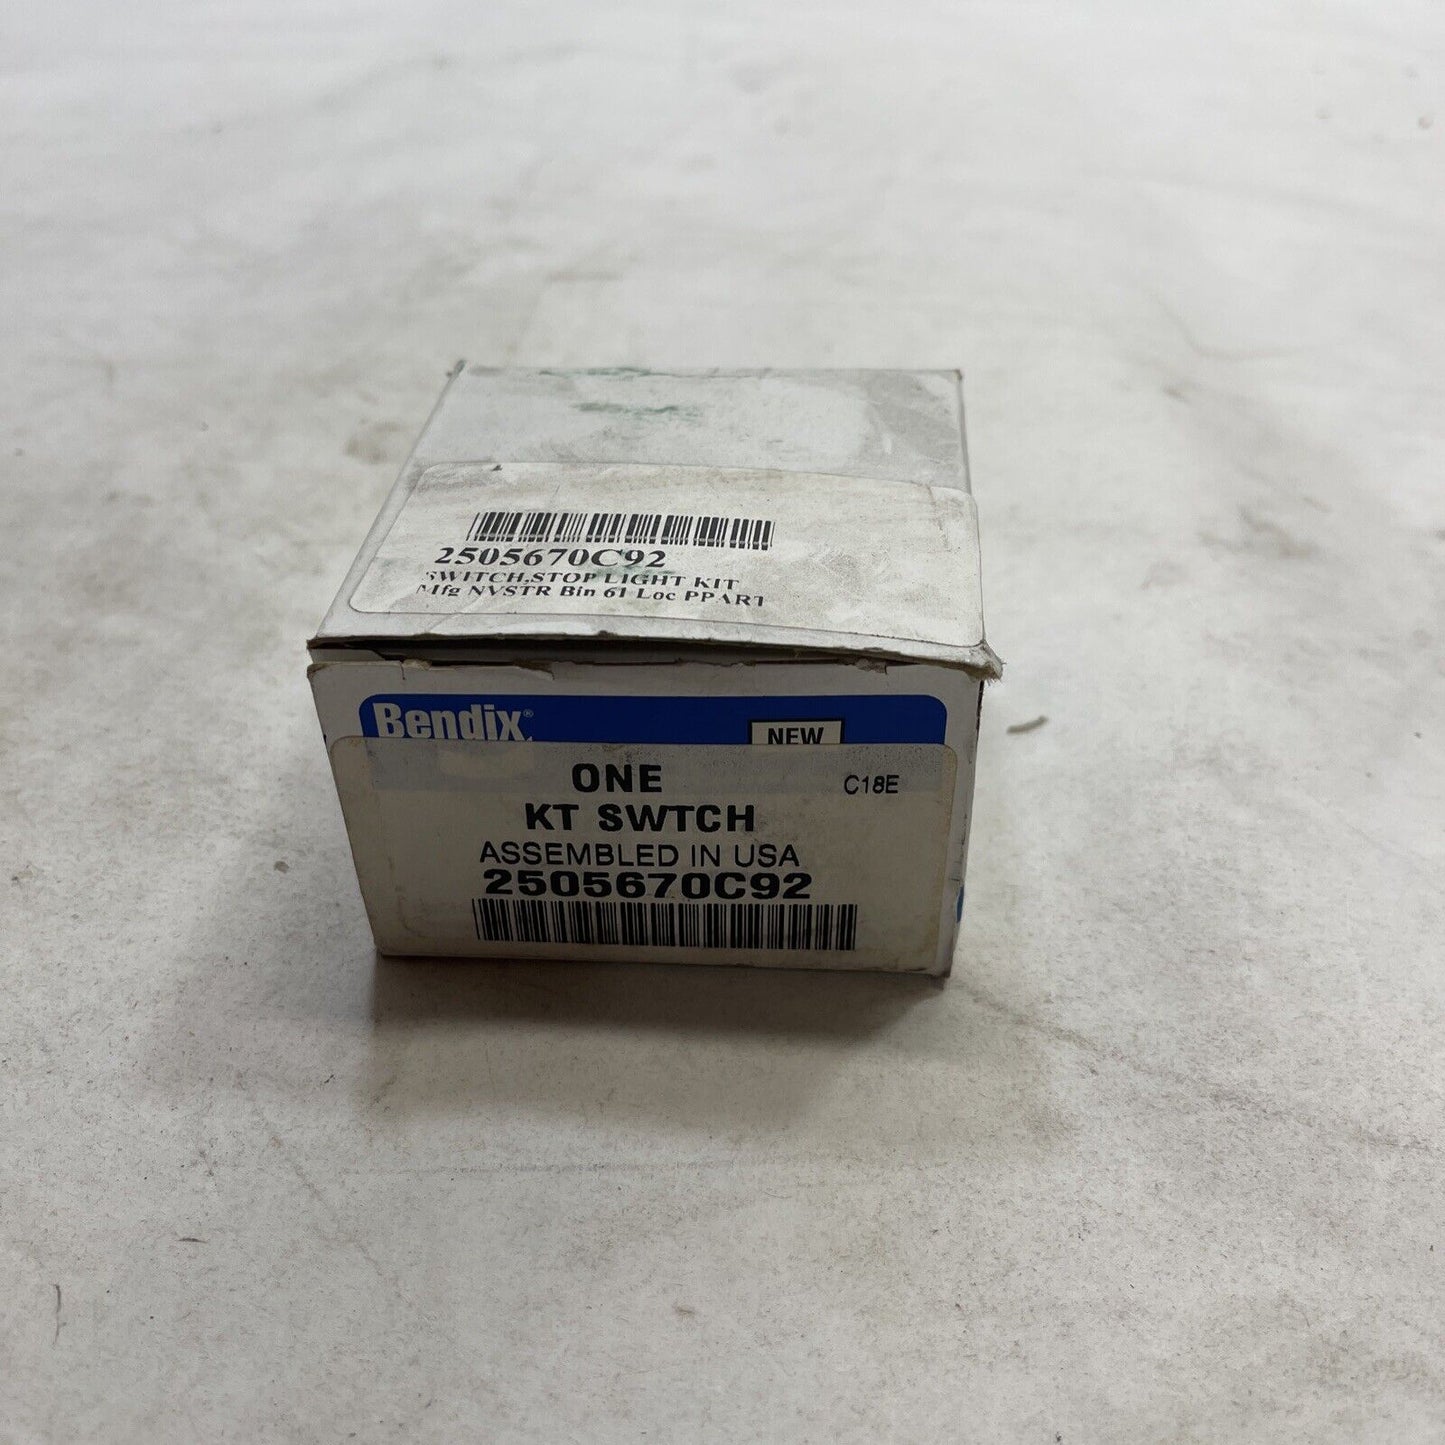 2505670C92
SWITCH,STOP LIGHT KIT
Mfg NVSTR Bin 61 Loc PPART
Bendix®
NEW
ONE C18E
KT SWTCH
ASSEMBLED IN USA
2505670C92